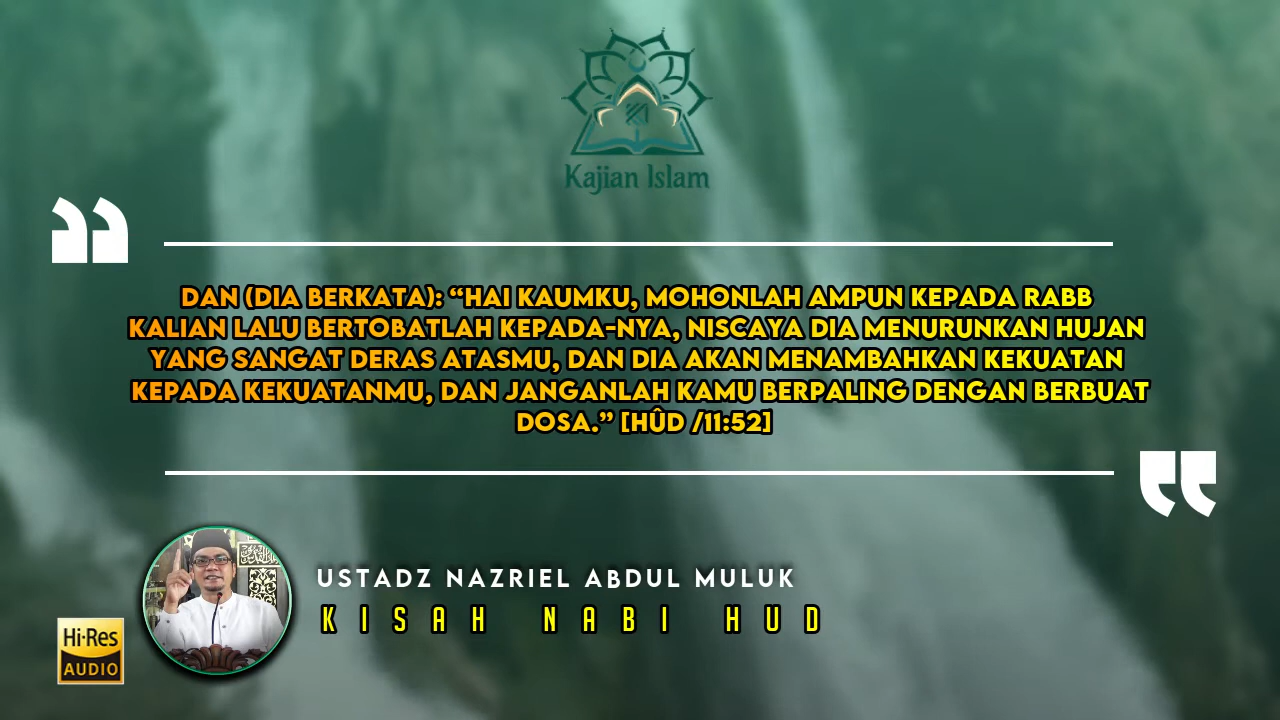 Kajian Islam
DAN (DIA BERKATA): “HAI KAUMKU, MOHONLAH AMPUN KEPADA RABB
KALIAN LALU BERTOBATLAH KEPADA-NYA, NISCAYA DIA MENURUNKAN HUJAN
YANG SANGAT DERAS ATASMU, DAN DIA AKAN MENAMBAHKAN KEKUATAN
KEPADA KEKUATANMU, DAN JANGANLAH KAMU BERPALING DENGAN BERBUAT
DOSA.” [HÛD /11:52]
USTADZ NAZRIEL ABDUL MULUK
KISAH NABI HUD
Hi-Res
AUDIO